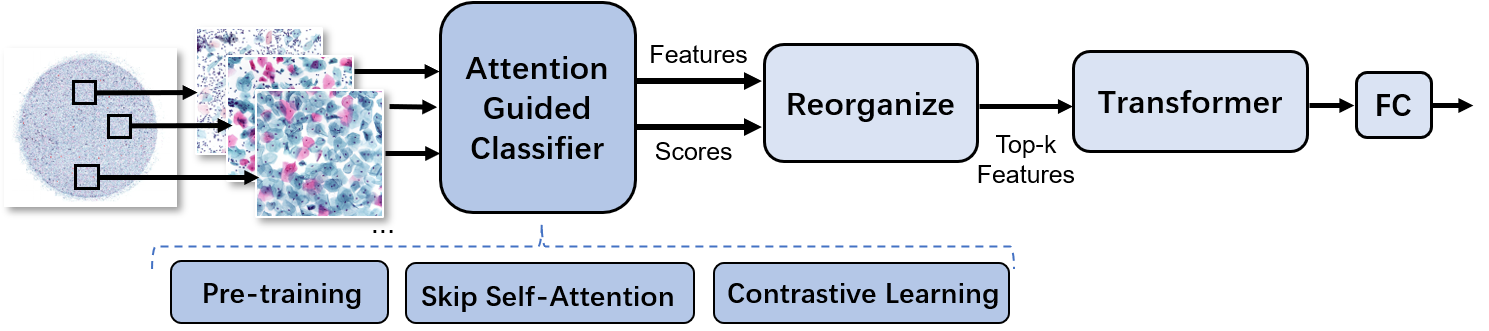 Attention
Guided
Classifier
Features
Scores
Reorganize
Top-k
Features
Transformer
FC
...
Pre-training
Skip Self-Attention
Contrastive Learning